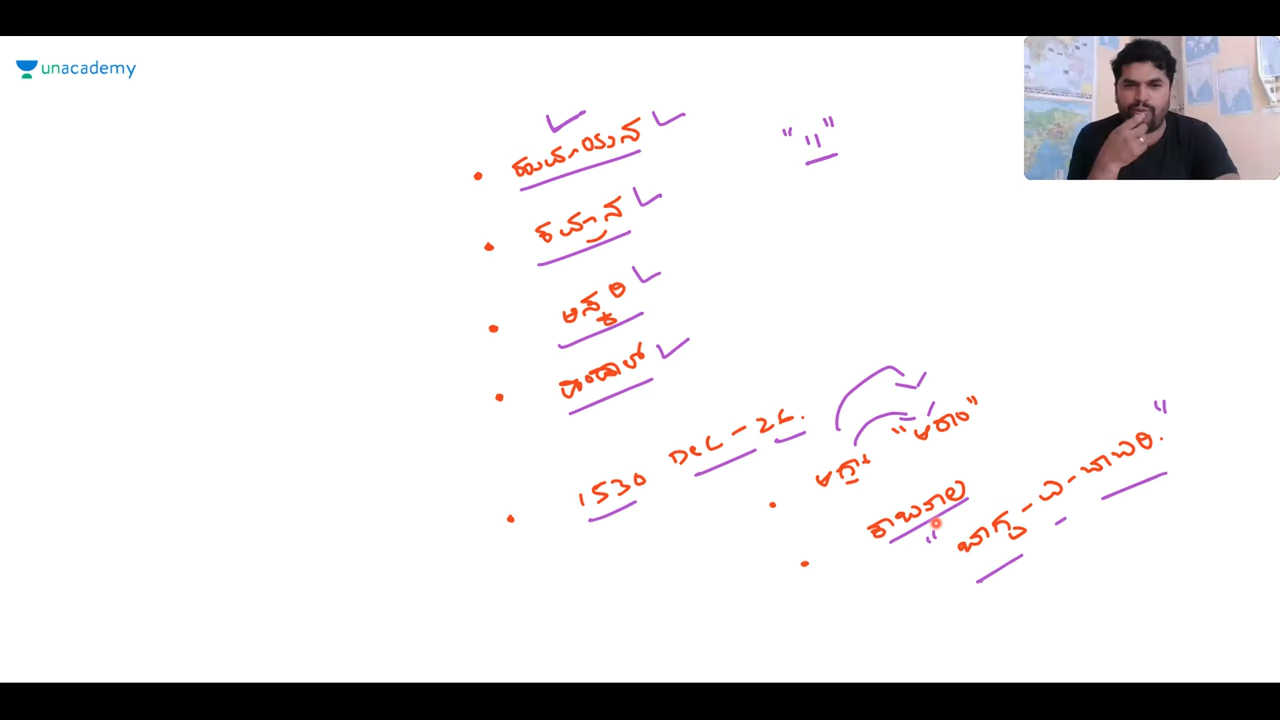 unacademy
ಹುಮಾಯುನ
ಕಮ್ರಾನ
ಅಸ್ಕರಿ
ಹಿಂದಾಲ್
1530 Dec - 26.
ಆಗ್ರಾ "ಆರಾಂ"
ಕಾಬೂಲ
"ಬಾಗ್ - ಎ - ಬಾಬರಿ."